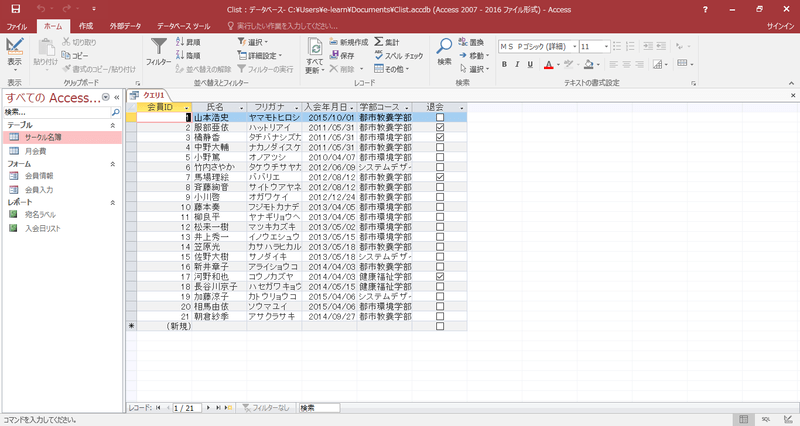 Clist : データベース- C:¥Users¥e-learn¥Documents¥Clist.accdb (Access 2007 - 2016 ファイル形式) - Access
ファイル ホーム 作成 外部データ データベース ツール 実行したい作業を入力してください... サインイン
表示 貼り付け 切り取り コピー 書式のコピー/貼り付け
フィルター 昇順 降順 並べ替えの解除 選択 詳細設定 フィルターの実行
すべて更新 新規作成 保存 削除 集計 スペル チェック その他
検索 置換 移動 選択
MS Pゴシック (詳細) 11
表示 クリップボード 並べ替えとフィルター レコード 検索 テキストの書式設定
すべての Access...
検索...
テーブル
サークル名簿
月会費
フォーム
会員情報
会員入力
レポート
宛名ラベル
入会日リスト
クエリ1
会員ID 氏名 フリガナ 入会年月日 学部コース 退会
1 山本浩史 ヤマモトヒロシ 2015/10/01 都市教養学部
2 服部亜依 ハットリアイ 2011/05/31 都市教養学部
3 橘静香 タチバナシズカ 2011/05/31 都市教養学部
4 中野大輔 ナカノダイスケ 2011/05/31 都市環境学部
5 小野篤 オノアツシ 2010/04/07 都市環境学部
6 竹内さやか タケウチサヤカ 2012/06/09 システムデザイ
7 馬場理絵 ババリエ 2012/08/12 都市教養学部
8 斉藤絢音 サイトウアヤネ 2012/08/12 都市教養学部
9 小川啓 オガワケイ 2012/12/24 都市教養学部
10 藤本奏 フジモトカナデ 2013/04/05 都市環境学部
11 柳良平 ヤナギリョウヘ 2013/04/05 都市環境学部
12 松来一樹 マツキカズキ 2013/05/02 都市環境学部
13 井上秀一 イノウエシュウ 2013/05/15 都市環境学部
14 笠原光 カサハラヒカル 2013/05/18 都市教養学部
15 佐野大樹 サノダイキ 2013/05/18 システムデザイ
16 新井章子 アライショウコ 2014/04/03 都市教養学部
17 河野和也 コウノカズヤ 2014/04/03 健康福祉学部
18 長谷川京子 ハセガワキョウ 2014/05/15 健康福祉学部
19 加藤涼子 カトウリョウコ 2015/04/06 システムデザイ
20 相馬由依 ソウマユイ 2015/04/06 都市環境学部
21 朝倉紗季 アサクラサキ 2014/09/27 都市教養学部
* (新規)
レコード: 1 / 21 フィルターなし 検索
コマンドを入力してください。 SQL